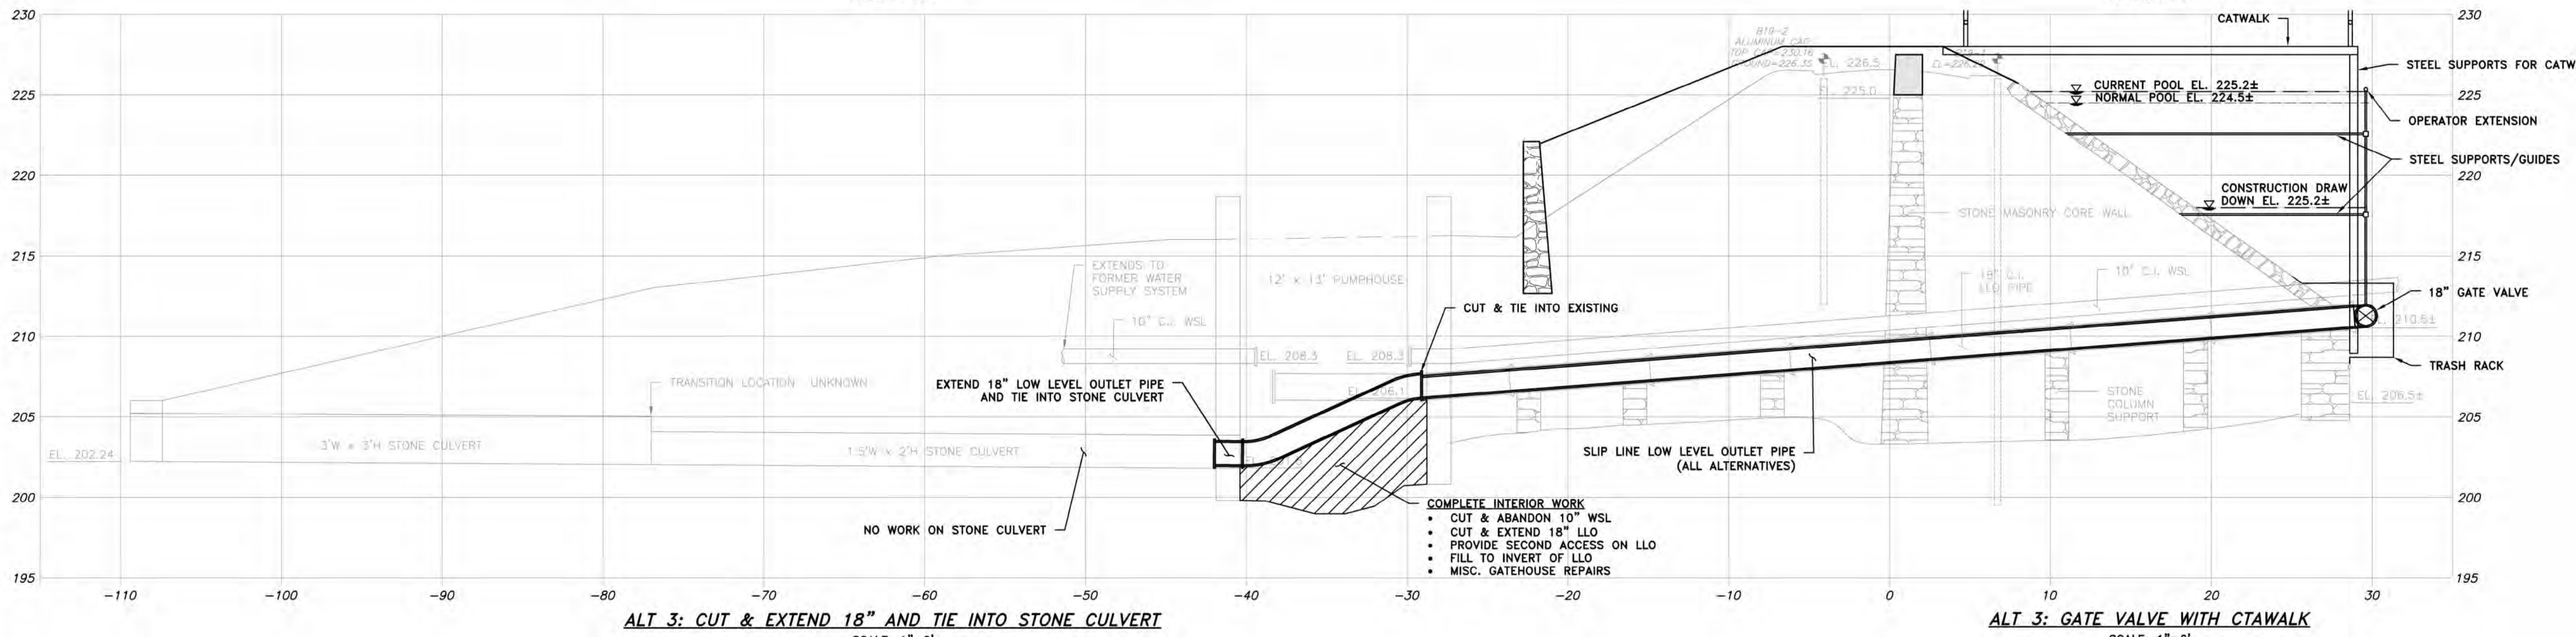 230
225
220
215
210
205
200
195
B19-2
ALUMINUM CAP
TOP CAP=230.16
GROUND=226.35
EL. 226.5
EL. 225.0
CATWALK
230
STEEL SUPPORTS FOR CATW
CURRENT POOL EL. 225.2±
NORMAL POOL EL. 224.5±
225
OPERATOR EXTENSION
STEEL SUPPORTS/GUIDES
220
CONSTRUCTION DRAW
DOWN EL. 225.2±
STONE MASONRY CORE WALL
215
EXTENDS TO
FORMER WATER
SUPPLY SYSTEM
12' x 13' PUMPHOUSE
10" C.I. WSL
18" C.I.
LLO PIPE
10" C.I. WSL
18" GATE VALVE
CUT & TIE INTO EXISTING
210.6±
210
EL. 208.3
EL. 208.3
TRASH RACK
TRANSITION LOCATION UNKNOWN
EXTEND 18" LOW LEVEL OUTLET PIPE
AND TIE INTO STONE CULVERT
EL. 206.1
STONE
COLUMN
SUPPORT
EL. 206.5±
205
3'W x 3'H STONE CULVERT
1.5'W x 2'H STONE CULVERT
EL. 202.24
SLIP LINE LOW LEVEL OUTLET PIPE
(ALL ALTERNATIVES)
200
NO WORK ON STONE CULVERT
COMPLETE INTERIOR WORK
• CUT & ABANDON 10" WSL
• CUT & EXTEND 18" LLO
• PROVIDE SECOND ACCESS ON LLO
• FILL TO INVERT OF LLO
• MISC. GATEHOUSE REPAIRS
195
-110 -100 -90 -80 -70 -60 -50 -40 -30 -20 -10 0 10 20 30
ALT 3: CUT & EXTEND 18" AND TIE INTO STONE CULVERT
ALT 3: GATE VALVE WITH CTAWALK